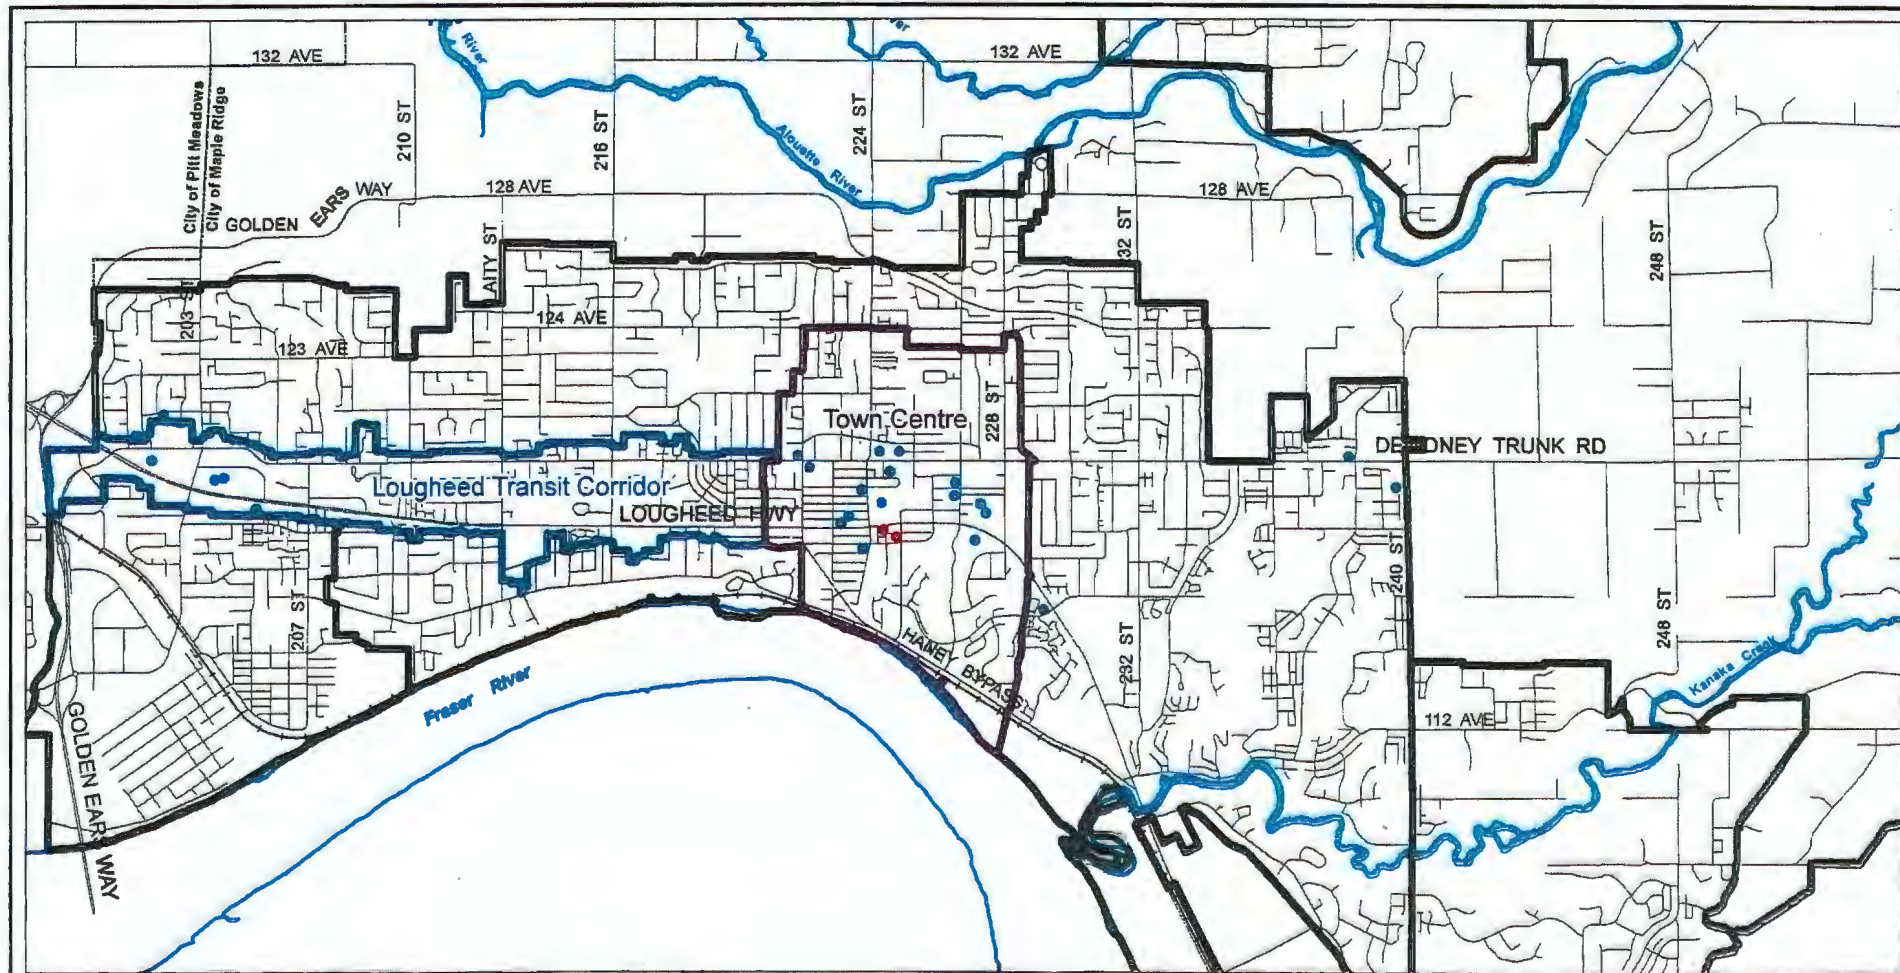 River
132 AVE
132 AVE
City of Pitt Meadows
City of Maple Ridge
210 ST
216 ST
224 ST
Alouette River
128 AVE
128 AVE
GOLDEN EARS WAY
232 ST
248 ST
203 ST
LAITY ST
124 AVE
123 AVE
Town Centre
228 ST
DEWDNEY TRUNK RD
Lougheed Transit Corridor
LOUGHEED HWY
240 ST
207 ST
232 ST
248 ST
HANEY BYPASS
Kanaka Creek
Fraser River
112 AVE
GOLDEN EARS WAY